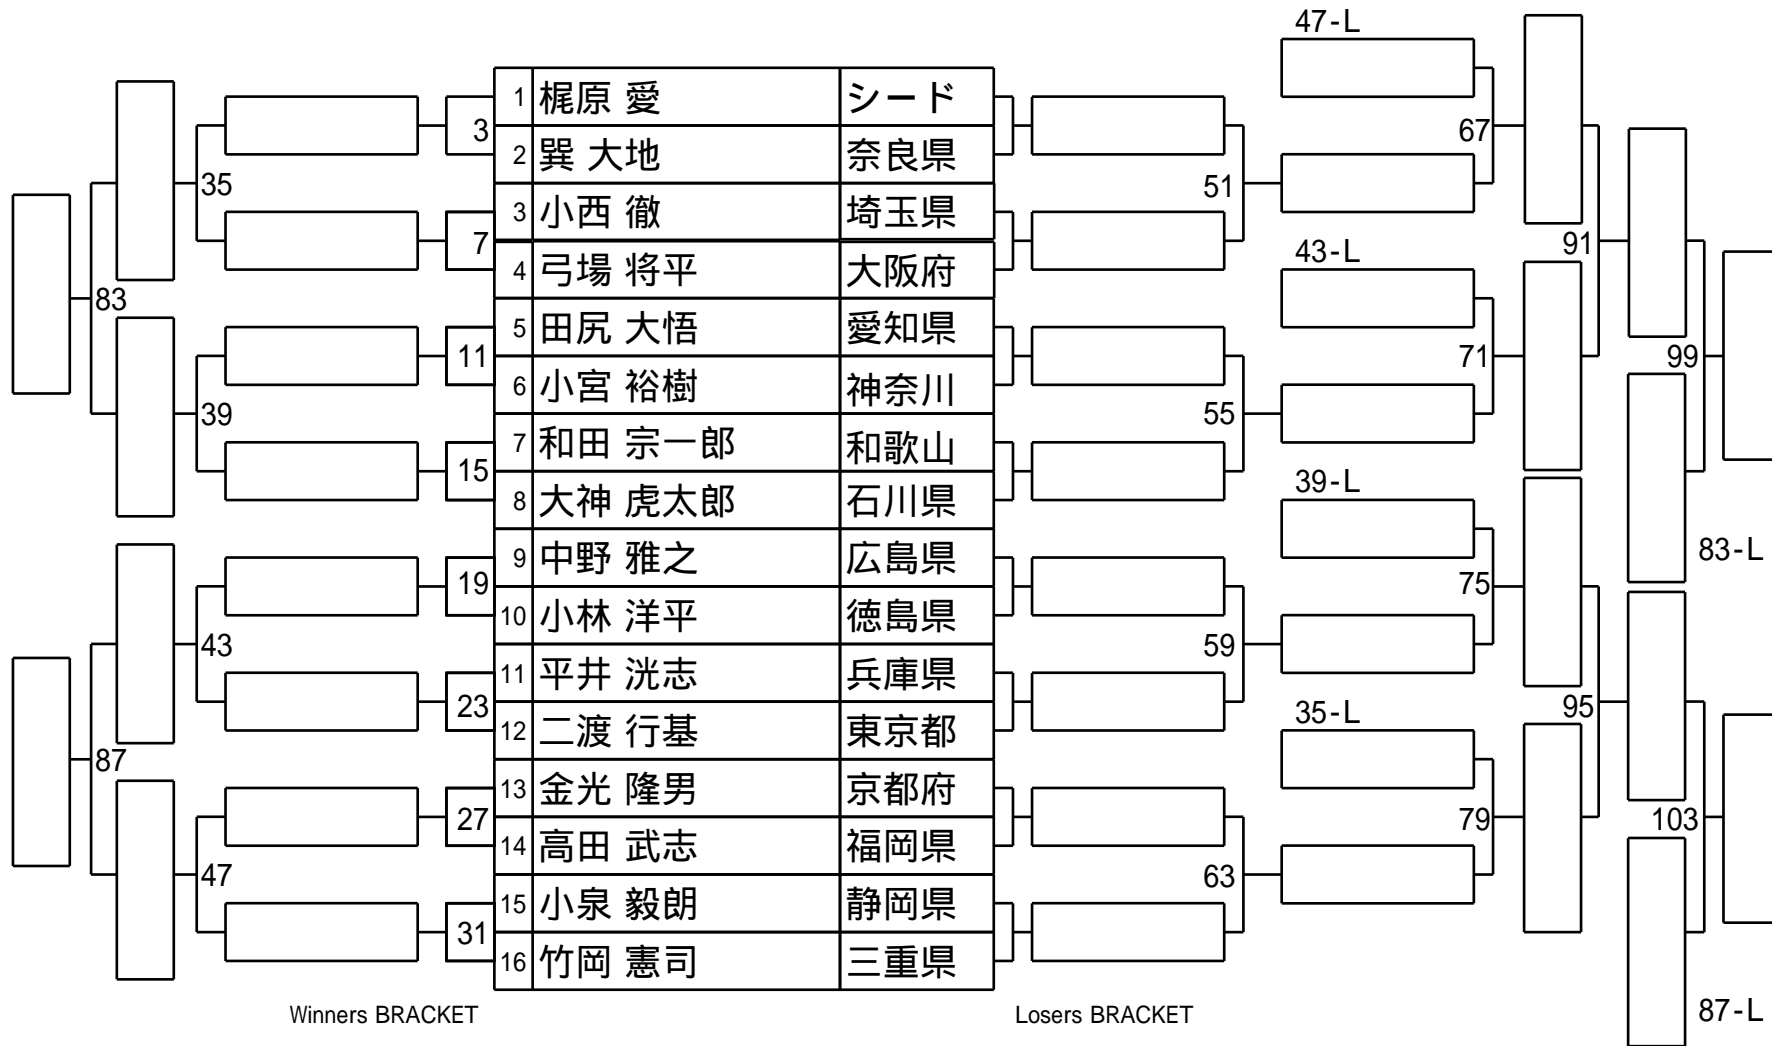 47-L
1 梶原 愛 シード
3
67
2 巽 大地 奈良県
35
51
3 小西 徹 埼玉県
7
91
43-L
4 弓場 将平 大阪府
83
5 田尻 大悟 愛知県
11
71
99
6 小宮 裕樹 神奈川
39
55
7 和田 宗一郎 和歌山
15
39-L
8 大神 虎太郎 石川県
83-L
9 中野 雅之 広島県
19
75
10 小林 洋平 徳島県
43
59
11 平井 洸志 兵庫県
23
95
35-L
12 二渡 行基 東京都
87
13 金光 隆男 京都府
27
79
103
14 高田 武志 福岡県
47
63
15 小泉 毅朗 静岡県
31
16 竹岡 憲司 三重県
Winners BRACKET
Losers BRACKET
87-L